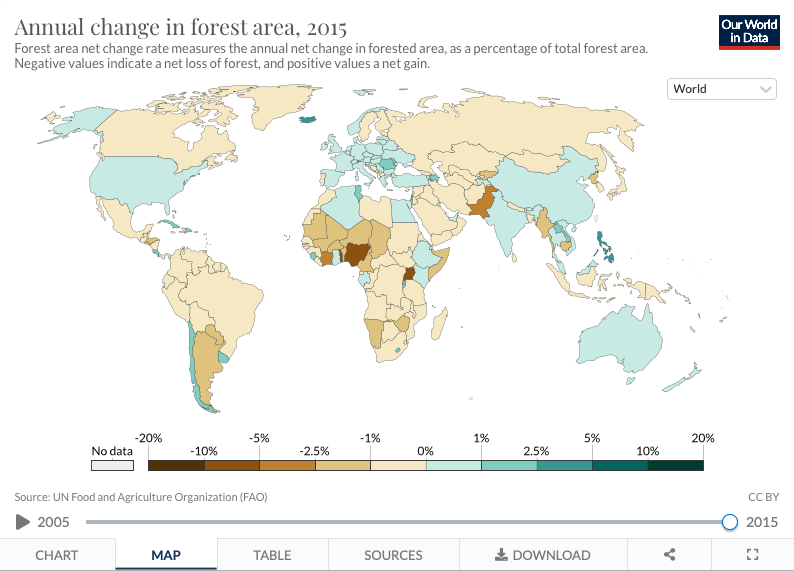 Annual change in forest area, 2015
Our World
in Data
Forest area net change rate measures the annual net change in forested area, as a percentage of total forest area.
Negative values indicate a net loss of forest, and positive values a net gain.
World
-20% -5% -1% 1% 5% 20%
No data -10% -2.5% 0% 2.5% 10%
Source: UN Food and Agriculture Organization (FAO) CC BY
2005 2015
CHART MAP TABLE SOURCES DOWNLOAD